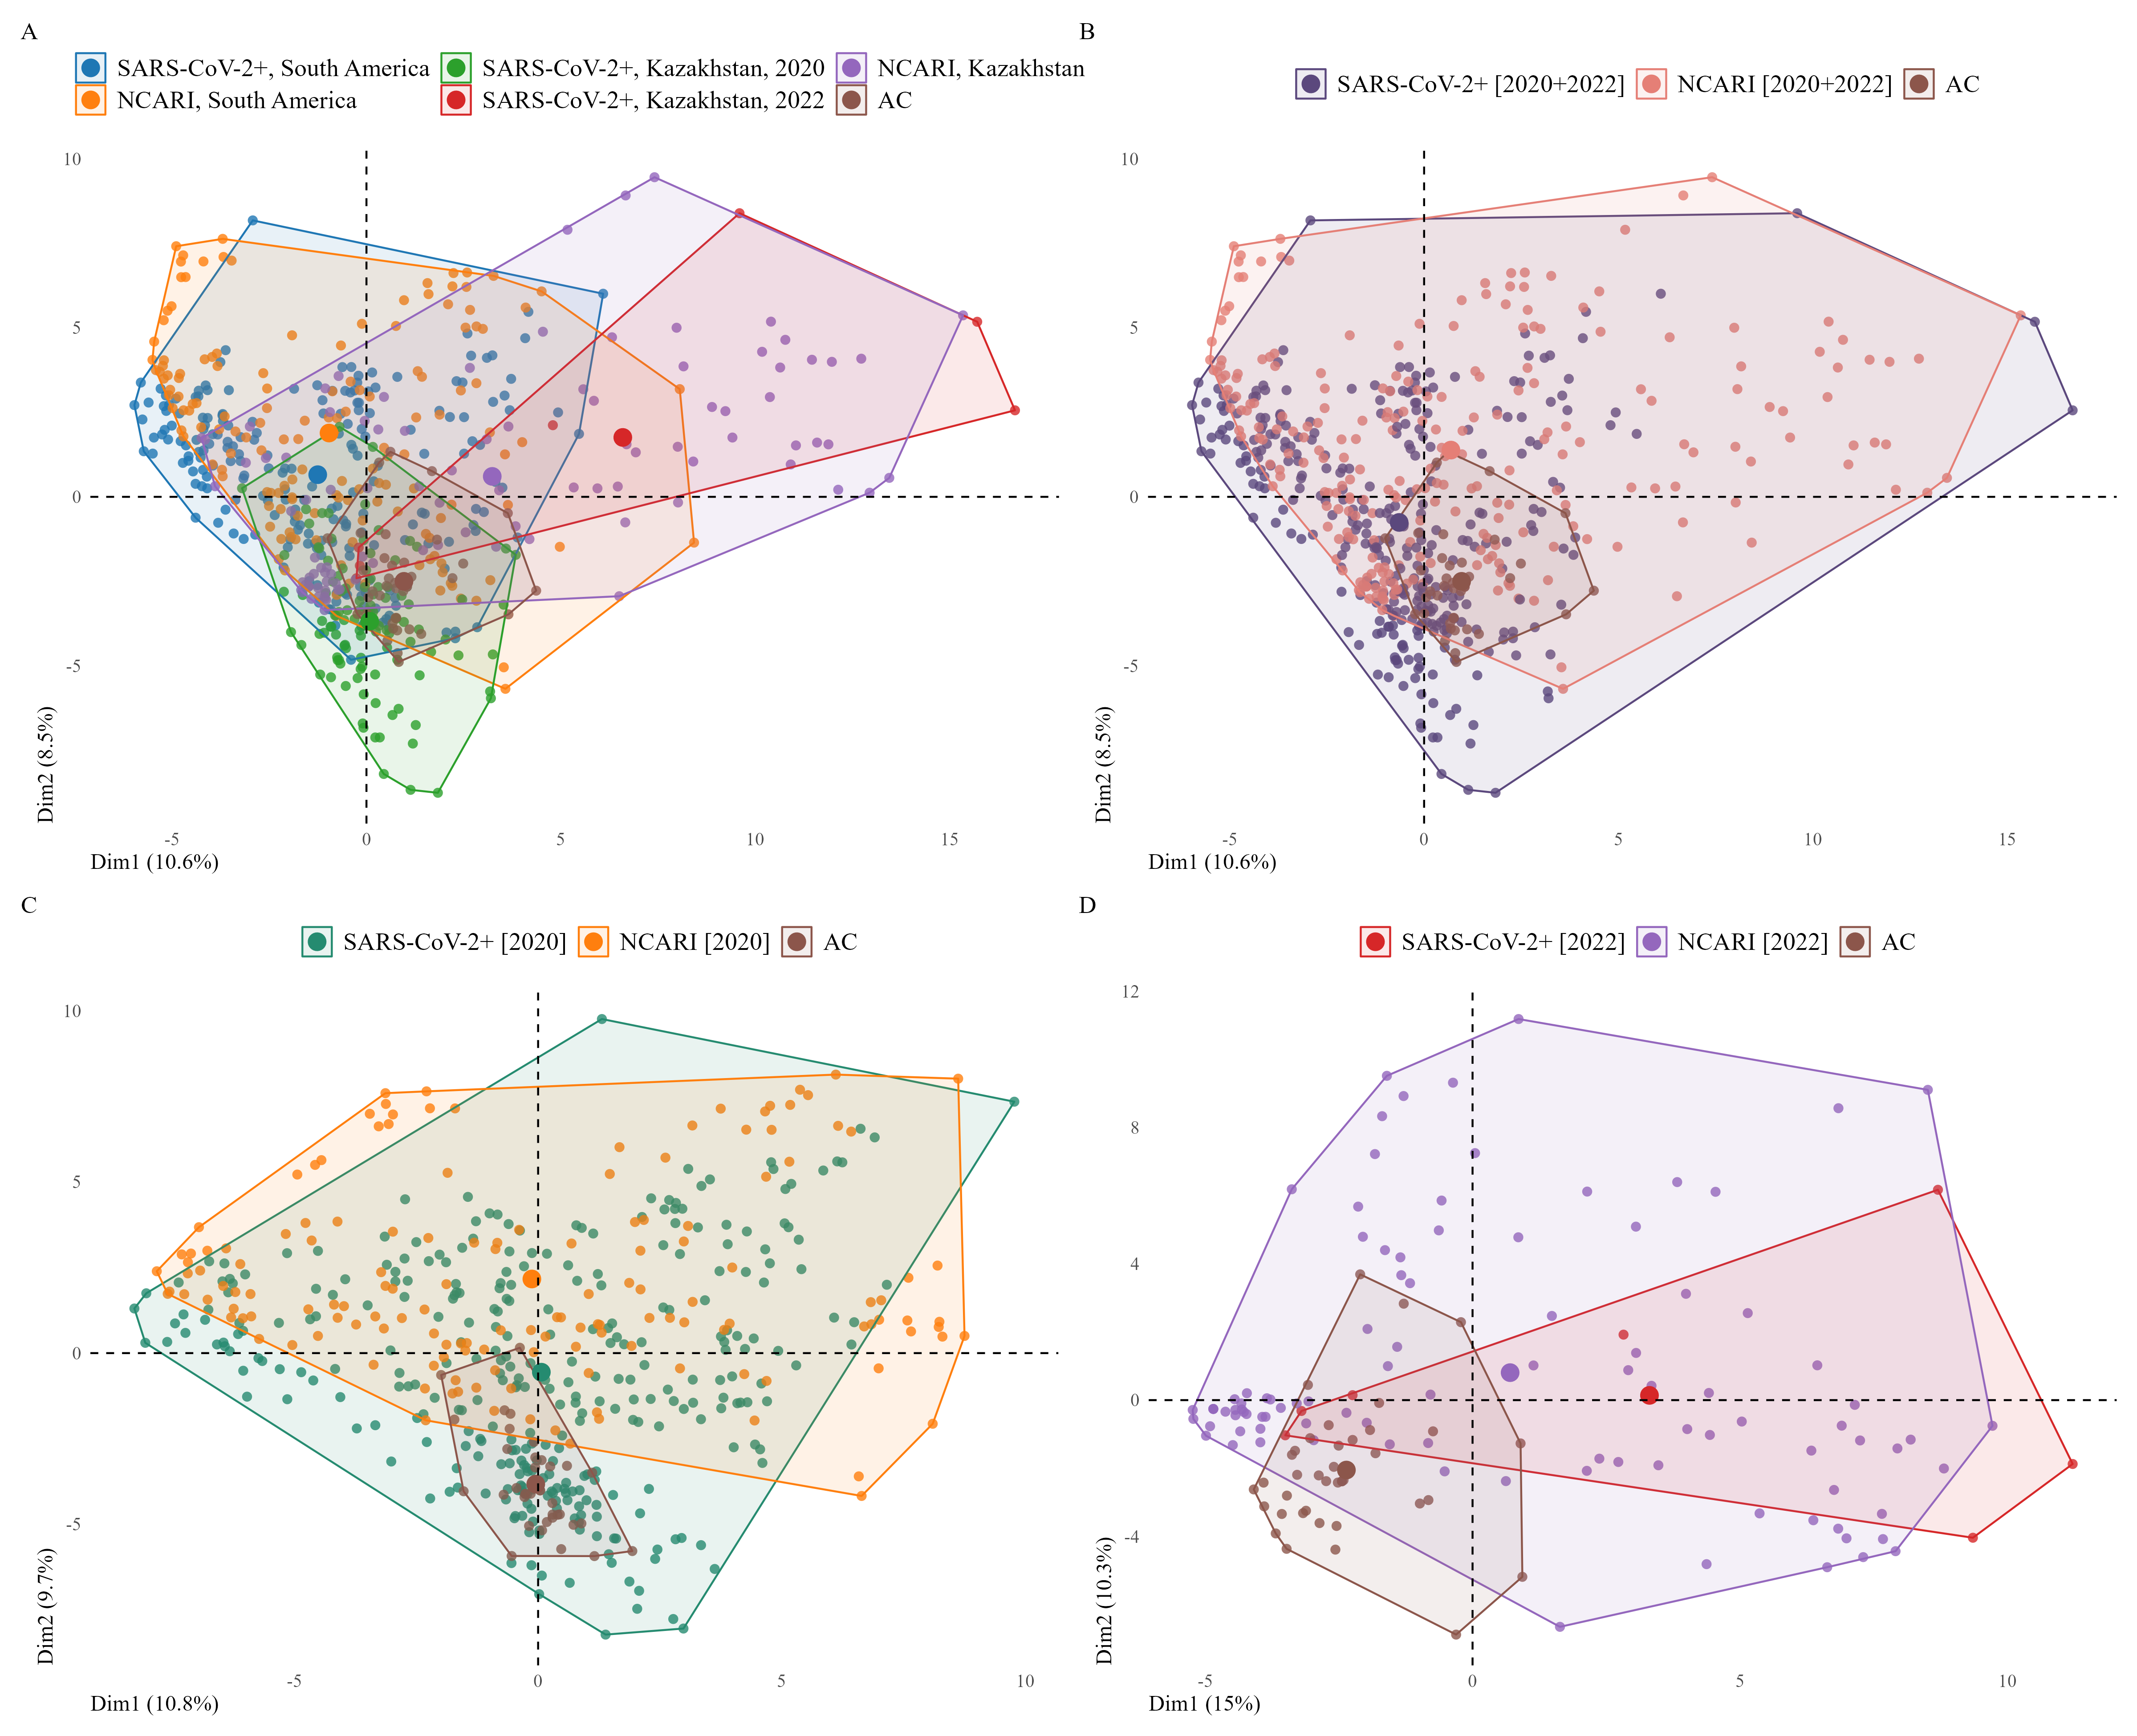 A
SARS-CoV-2+, South America
SARS-CoV-2+, Kazakhstan, 2020
NCARI, Kazakhstan
NCARI, South America
SARS-CoV-2+, Kazakhstan, 2022
AC
10
5
0
-5
Dim2 (8.5%)
-5
0
5
10
15
Dim1 (10.6%)
B
SARS-CoV-2+ [2020+2022]
NCARI [2020+2022]
AC
10
5
0
-5
Dim2 (8.5%)
-5
0
5
10
15
Dim1 (10.6%)
C
SARS-CoV-2+ [2020]
NCARI [2020]
AC
10
5
0
-5
Dim2 (9.7%)
-5
0
5
10
Dim1 (10.8%)
D
SARS-CoV-2+ [2022]
NCARI [2022]
AC
12
8
4
0
-4
Dim2 (10.3%)
-5
0
5
10
Dim1 (15%)